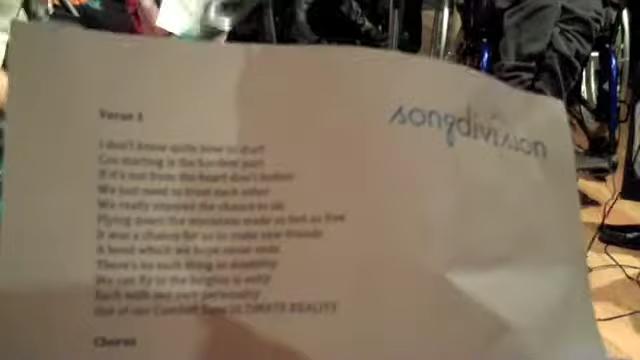 songdivision
Verse 1
I don't know quite how to start
Cos starting is the hardest part
If it's not from the heart don't bother
We just need to trust each other
We really enjoyed the chance to ski
Flying down the mountain made us feel so free
It was a chance for us to make new friends
A bond which we hope never ends
There's no such thing as disability
We can fly to the heights
Each with our own personality
Out of our Comfort Zone ULTIMATE REALITY
Chorus